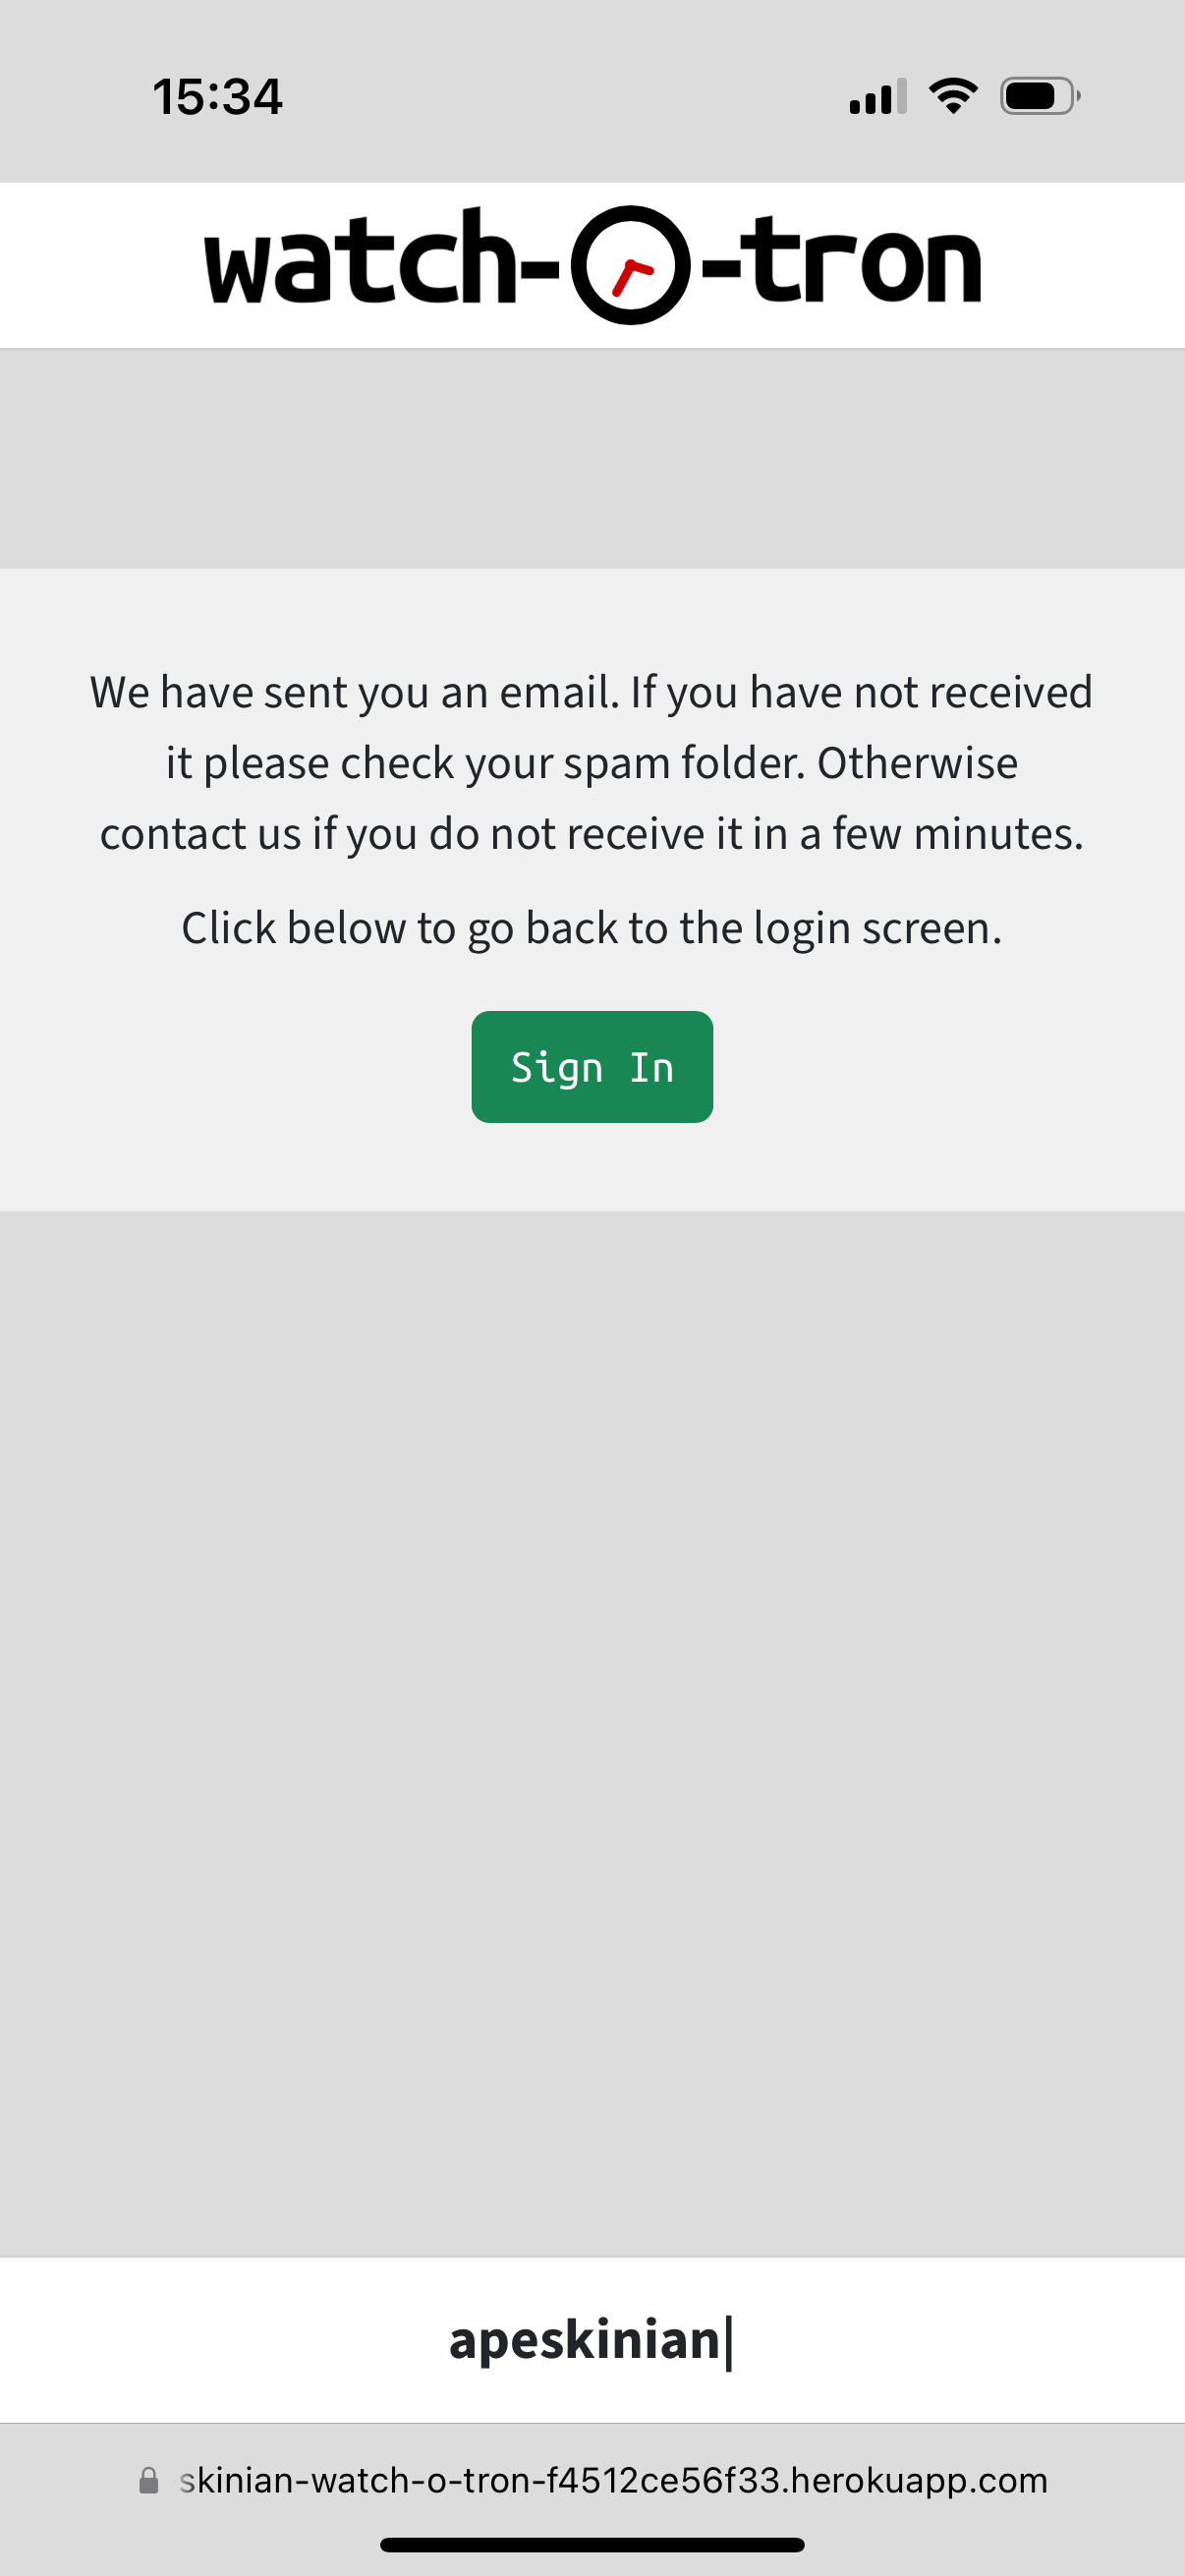 15:34
watch-o-tron
We have sent you an email. If you have not received
it please check your spam folder. Otherwise
contact us if you do not receive it in a few minutes.
Click below to go back to the login screen.
Sign In
apeskinian|
skinian-watch-o-tron-f4512ce56f33.herokuapp.com